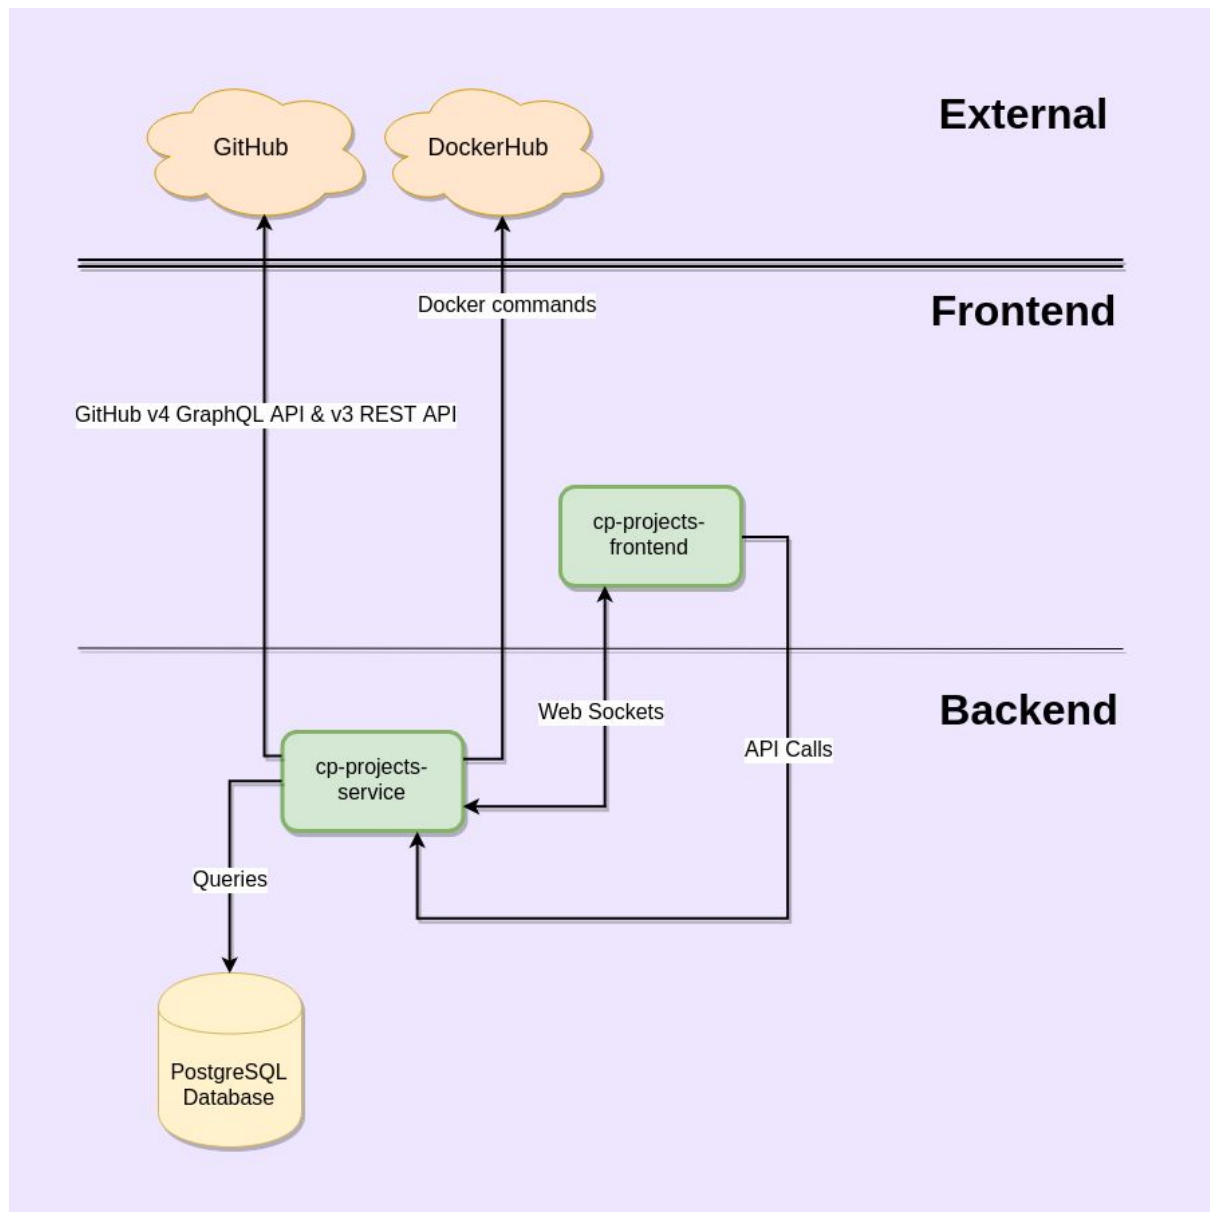 External
GitHub
DockerHub
Frontend
Docker commands
GitHub v4 GraphQL API & v3 REST API
cp-projects-
frontend
Backend
Web Sockets
API Calls
cp-projects-
service
Queries
PostgreSQL
Database